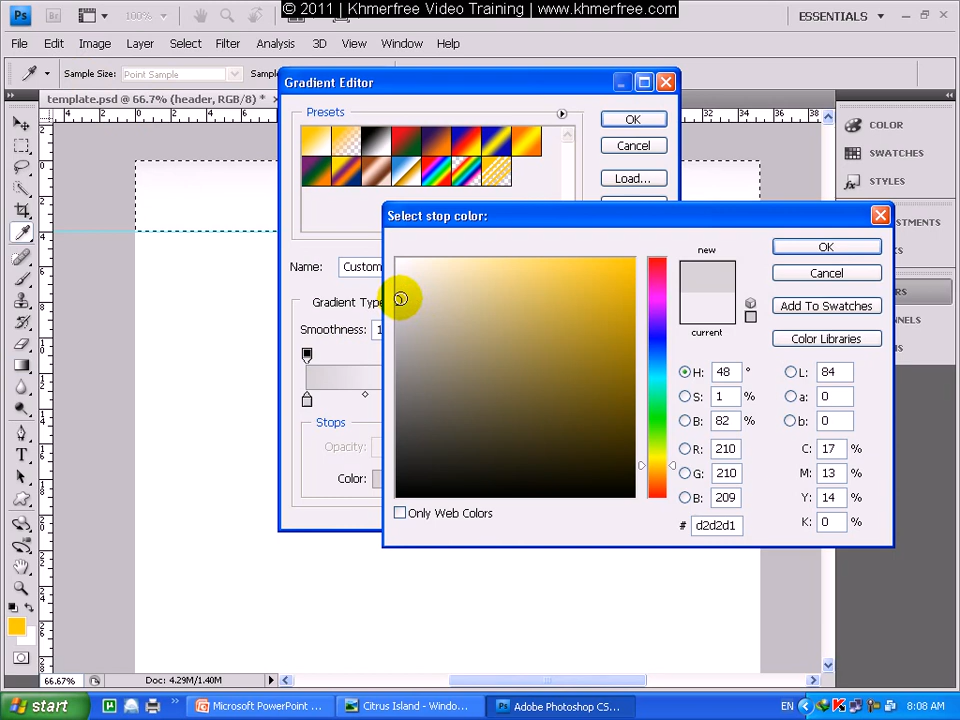 © 2011 | Khmerfree Video Training | www.khmerfree.com
Ps Br 100% ESSENTIALS
File Edit Image Layer Select Filter Analysis 3D View Window Help
Sample Size: Point Sample
template.psd @ 66.7% (header, RGB/8) *
Gradient Editor
Presets
OK
Cancel
Load...
Name: Custom
Gradient Type
Smoothness: 1
Stops
Opacity:
Color:
Select stop color:
new
current
OK
Cancel
Add To Swatches
Color Libraries
H: 48 °
S: 1 %
B: 82 %
R: 210
G: 210
B: 209
# d2d2d1
L: 84
a: 0
b: 0
C: 17 %
M: 13 %
Y: 14 %
K: 0 %
Only Web Colors
COLOR
SWATCHES
STYLES
66.67% Doc: 4.29M/1.40M
start Microsoft PowerPoint ... Citrus Island - Windo... Adobe Photoshop CS... EN 8:08 AM